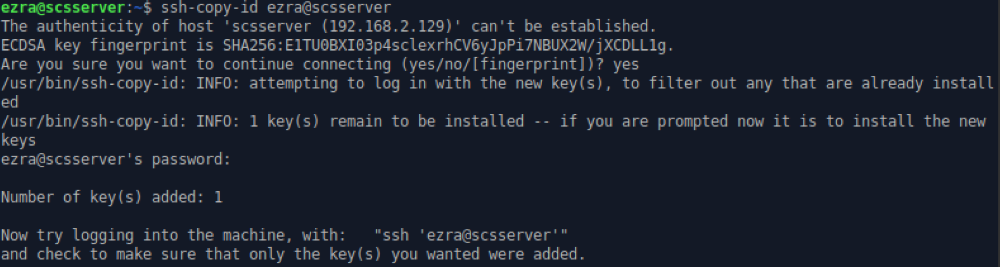 ezra@scsserver:~$ ssh-copy-id ezra@scsserver
The authenticity of host 'scsserver (192.168.2.129)' can't be established.
ECDSA key fingerprint is SHA256:E1TU0BXI03p4sclexrhCV6yJpPi7NBUX2W/jXCDLL1g.
Are you sure you want to continue connecting (yes/no/[fingerprint])? yes
/usr/bin/ssh-copy-id: INFO: attempting to log in with the new key(s), to filter out any that are already install
ed
/usr/bin/ssh-copy-id: INFO: 1 key(s) remain to be installed -- if you are prompted now it is to install the new
keys
ezra@scsserver's password:
Number of key(s) added: 1
Now try logging into the machine, with:   "ssh 'ezra@scsserver'"
and check to make sure that only the key(s) you wanted were added.